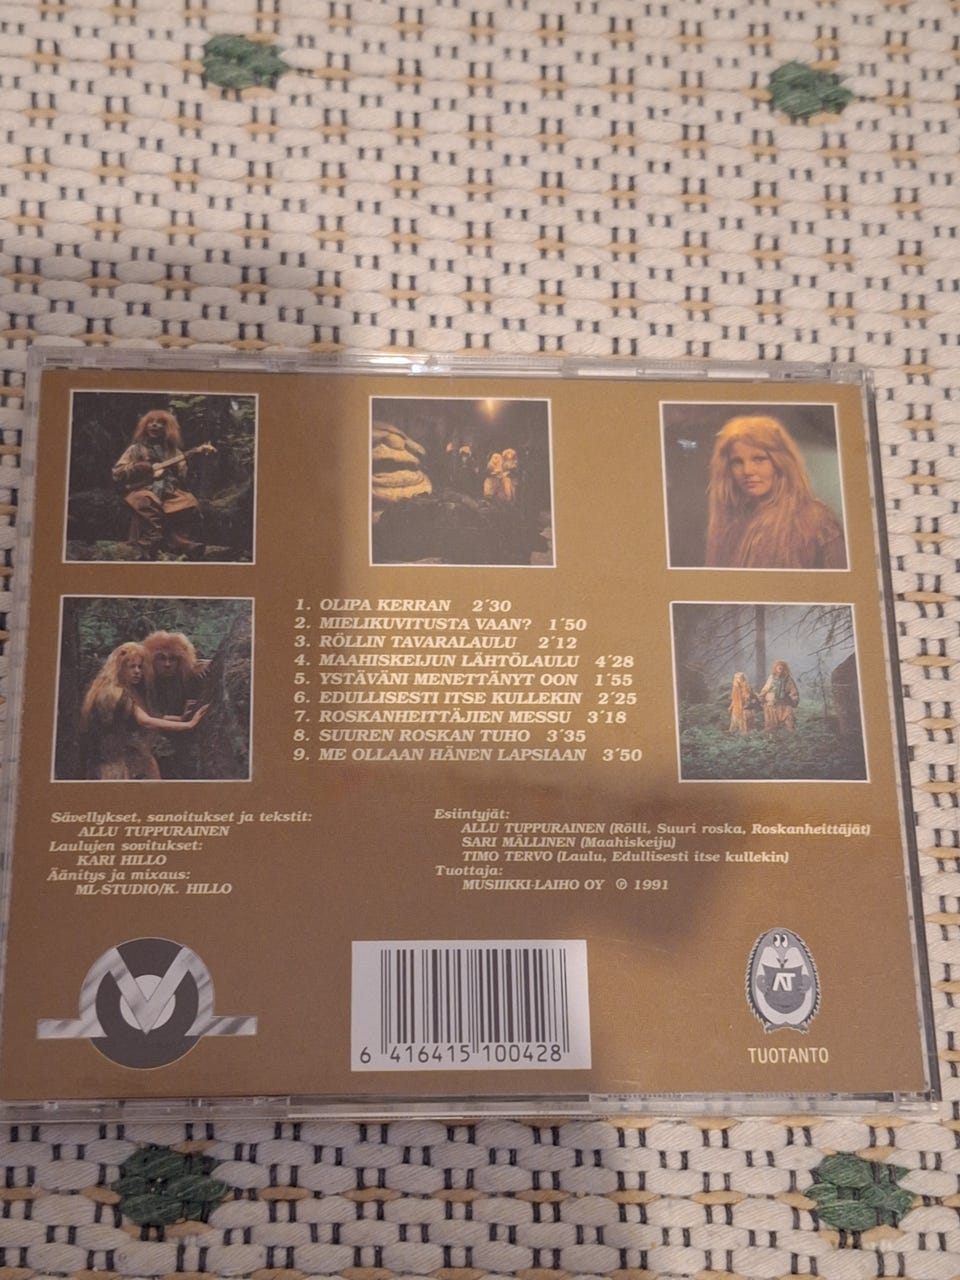 1. OLIPA KERRAN 2´30
2. MIELIKUVITUSTA VAAN? 1´50
3. RÖLLIN TAVARALAULU 2´12
4. MAAHISKEIJUN LÄHTÖLAULU 4´28
5. YSTÄVÄNI MENETTÄNYT OON 1´55
6. EDULLISESTI ITSE KULLEKIN 2´25
7. ROSKANHEITTÄJIEN MESSU 3´18
8. SUUREN ROSKAN TUHO 3´35
9. ME OLLAAN HÄNEN LAPSIAAN 3´50
Sävellykset, sanoitukset ja tekstit:
ALLU TUPPURAINEN
Laulujen sovitukset:
KARI HILLO
Äänitys ja mixaus:
ML-STUDIO/K. HILLO
Esiintyjät:
ALLU TUPPURAINEN (Rölli, Suuri roska, Roskanheittäjät)
SARI MÄLLINEN (Maahiskeiju)
TIMO TERVO (Laulu, Edullisesti itse kullekin)
Tuottaja:
MUSIIKKI-LAIHO OY ℗ 1991
6 416415 100428
AT
TUOTANTO